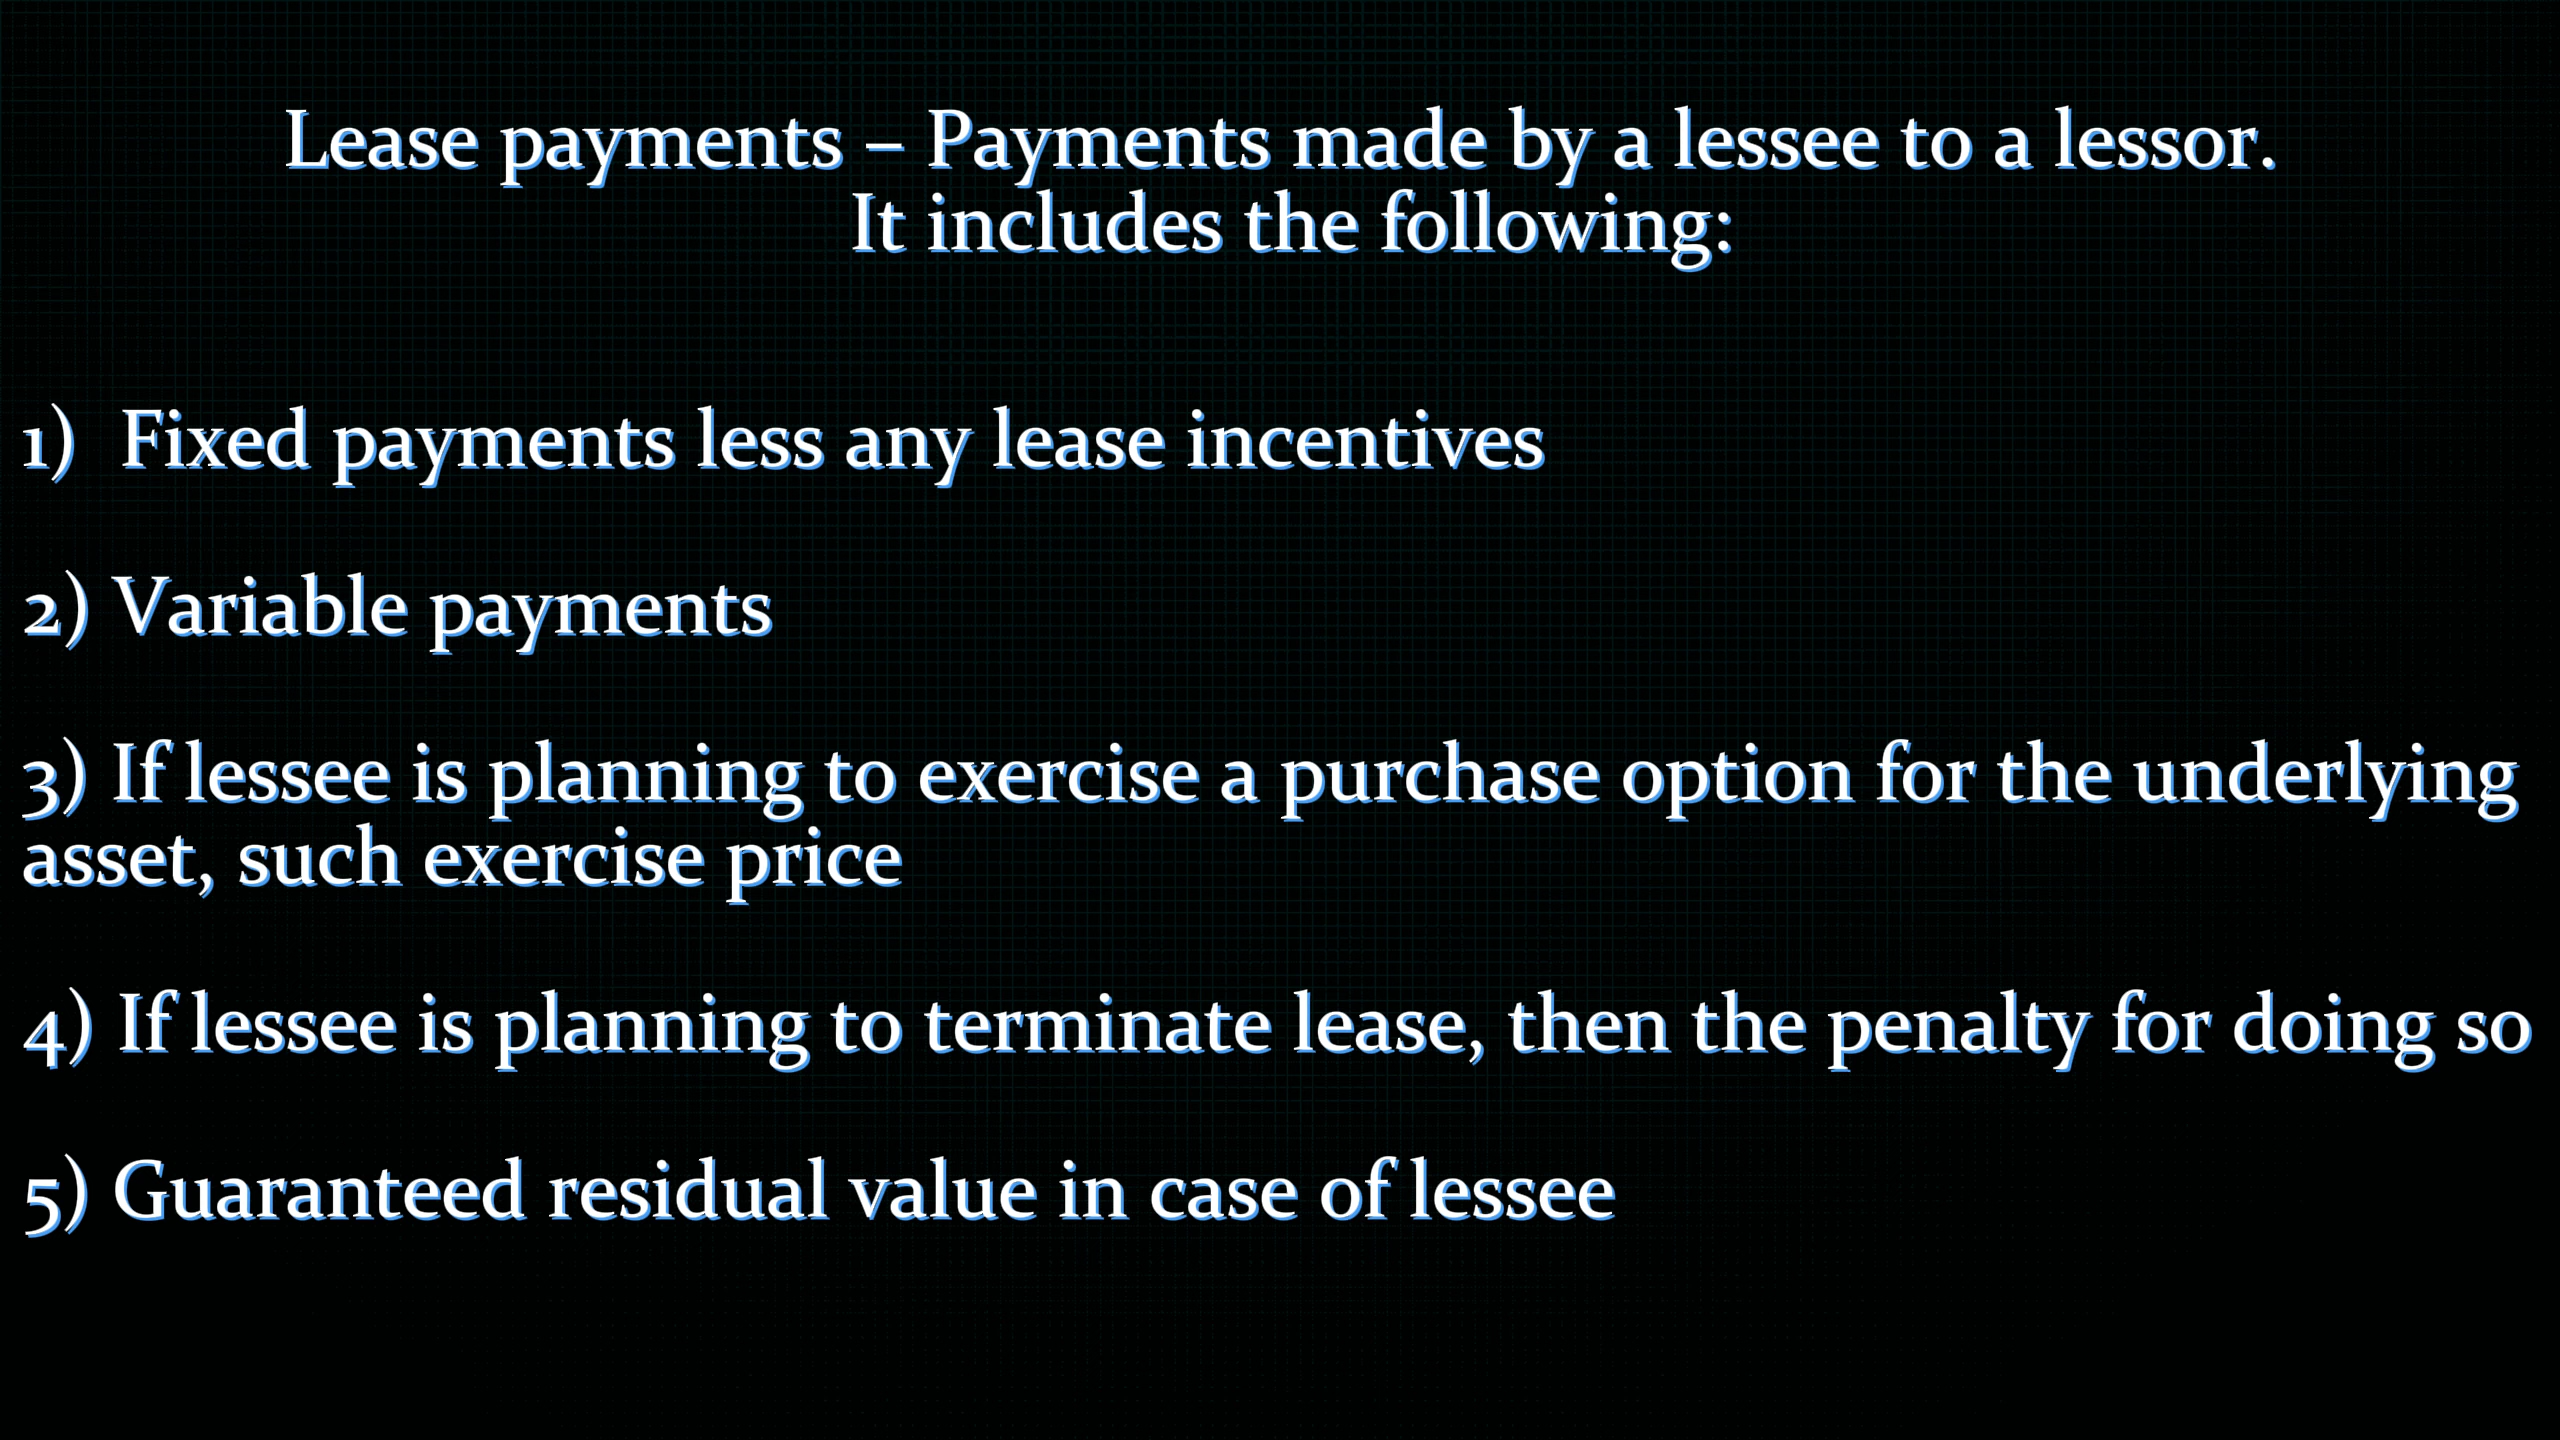 Lease payments – Payments made by a lessee to a lessor.
It includes the following:
1) Fixed payments less any lease incentives
2) Variable payments
3) If lessee is planning to exercise a purchase option for the underlying
asset, such exercise price
4) If lessee is planning to terminate lease, then the penalty for doing so
5) Guaranteed residual value in case of lessee